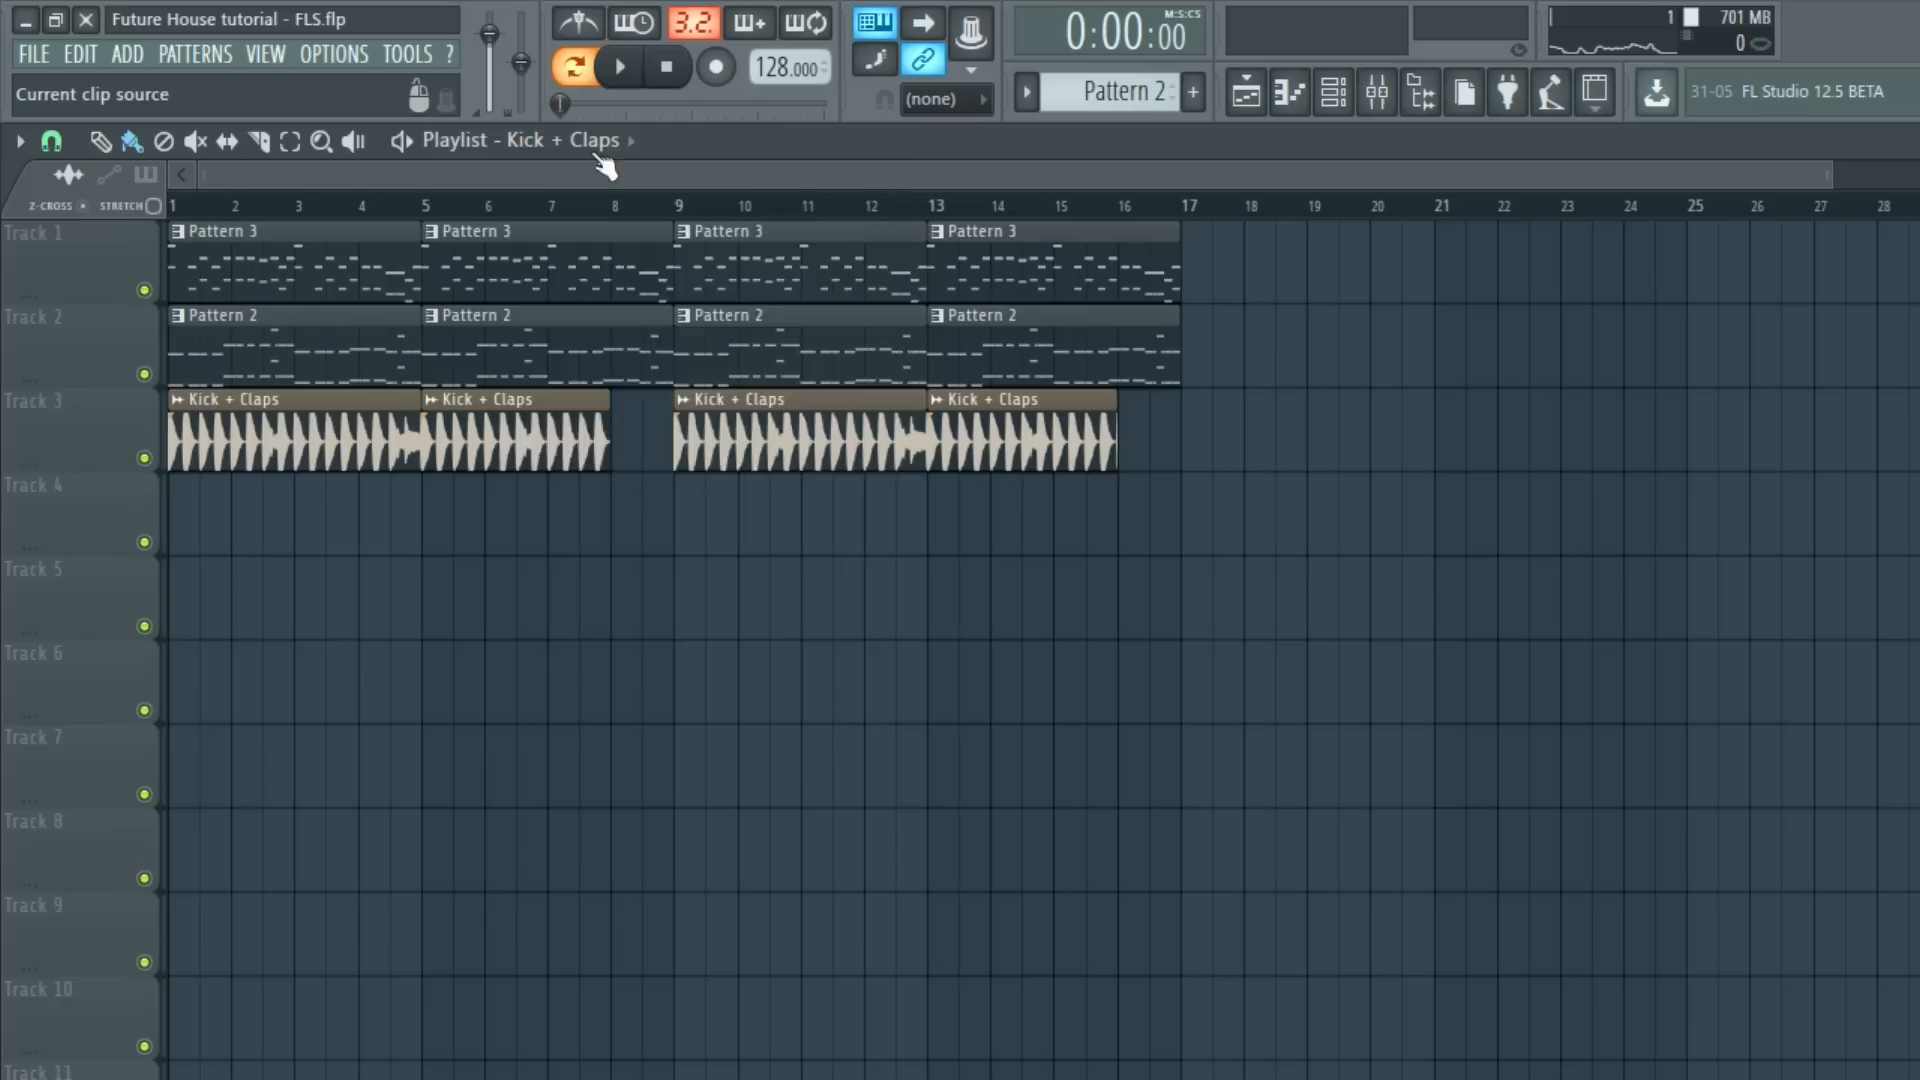 Future House tutorial - FLS.flp
FILE EDIT ADD PATTERNS VIEW OPTIONS TOOLS ?
Current clip source
3.2.
128.000
(none)
M:S:CS
0:00:00
Pattern 2
+
1
701 MB
0
31-05 FL Studio 12.5 BETA
Playlist - Kick + Claps
Z-CROSS STRETCH
1 2 3 4 5 6 7 8 9 10 11 12 13 14 15 16 17 18 19 20 21 22 23 24 25 26 27 28
Track 1 Pattern 3 Pattern 3 Pattern 3 Pattern 3
Track 2 Pattern 2 Pattern 2 Pattern 2 Pattern 2
Track 3 Kick + Claps Kick + Claps Kick + Claps Kick + Claps
Track 4
Track 5
Track 6
Track 7
Track 8
Track 9
Track 10
Track 11